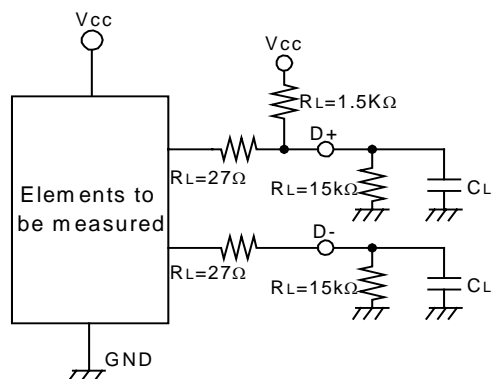 Vcc
Vcc
RL=1.5KΩ
D+
RL=27Ω
RL=15kΩ
CL
Elements to
be measured
D-
RL=27Ω
RL=15kΩ
CL
GND